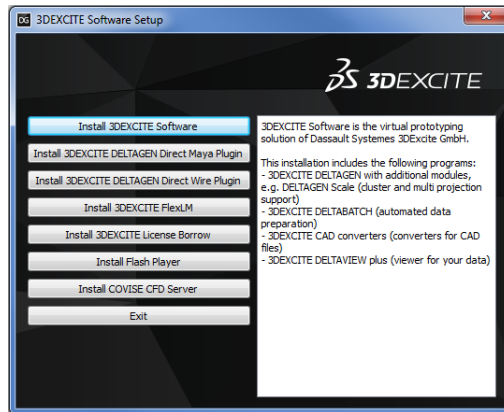 DG 3DEXCITE Software Setup
3DS 3DEXCITE
Install 3DEXCITE Software
Install 3DEXCITE DELTAGEN Direct Maya Plugin
Install 3DEXCITE DELTAGEN Direct Wire Plugin
Install 3DEXCITE FlexLM
Install 3DEXCITE License Borrow
Install Flash Player
Install COVISE CFD Server
Exit
3DEXCITE Software is the virtual prototyping
solution of Dassault Systemes 3DExcite GmbH.
This installation includes the following programs:
- 3DEXCITE DELTAGEN with additional modules,
e.g. DELTAGEN Scale (cluster and multi projection
support)
- 3DEXCITE DELTABATCH (automated data
preparation)
- 3DEXCITE CAD converters (converters for CAD
files)
- 3DEXCITE DELTAVIEW plus (viewer for your data)